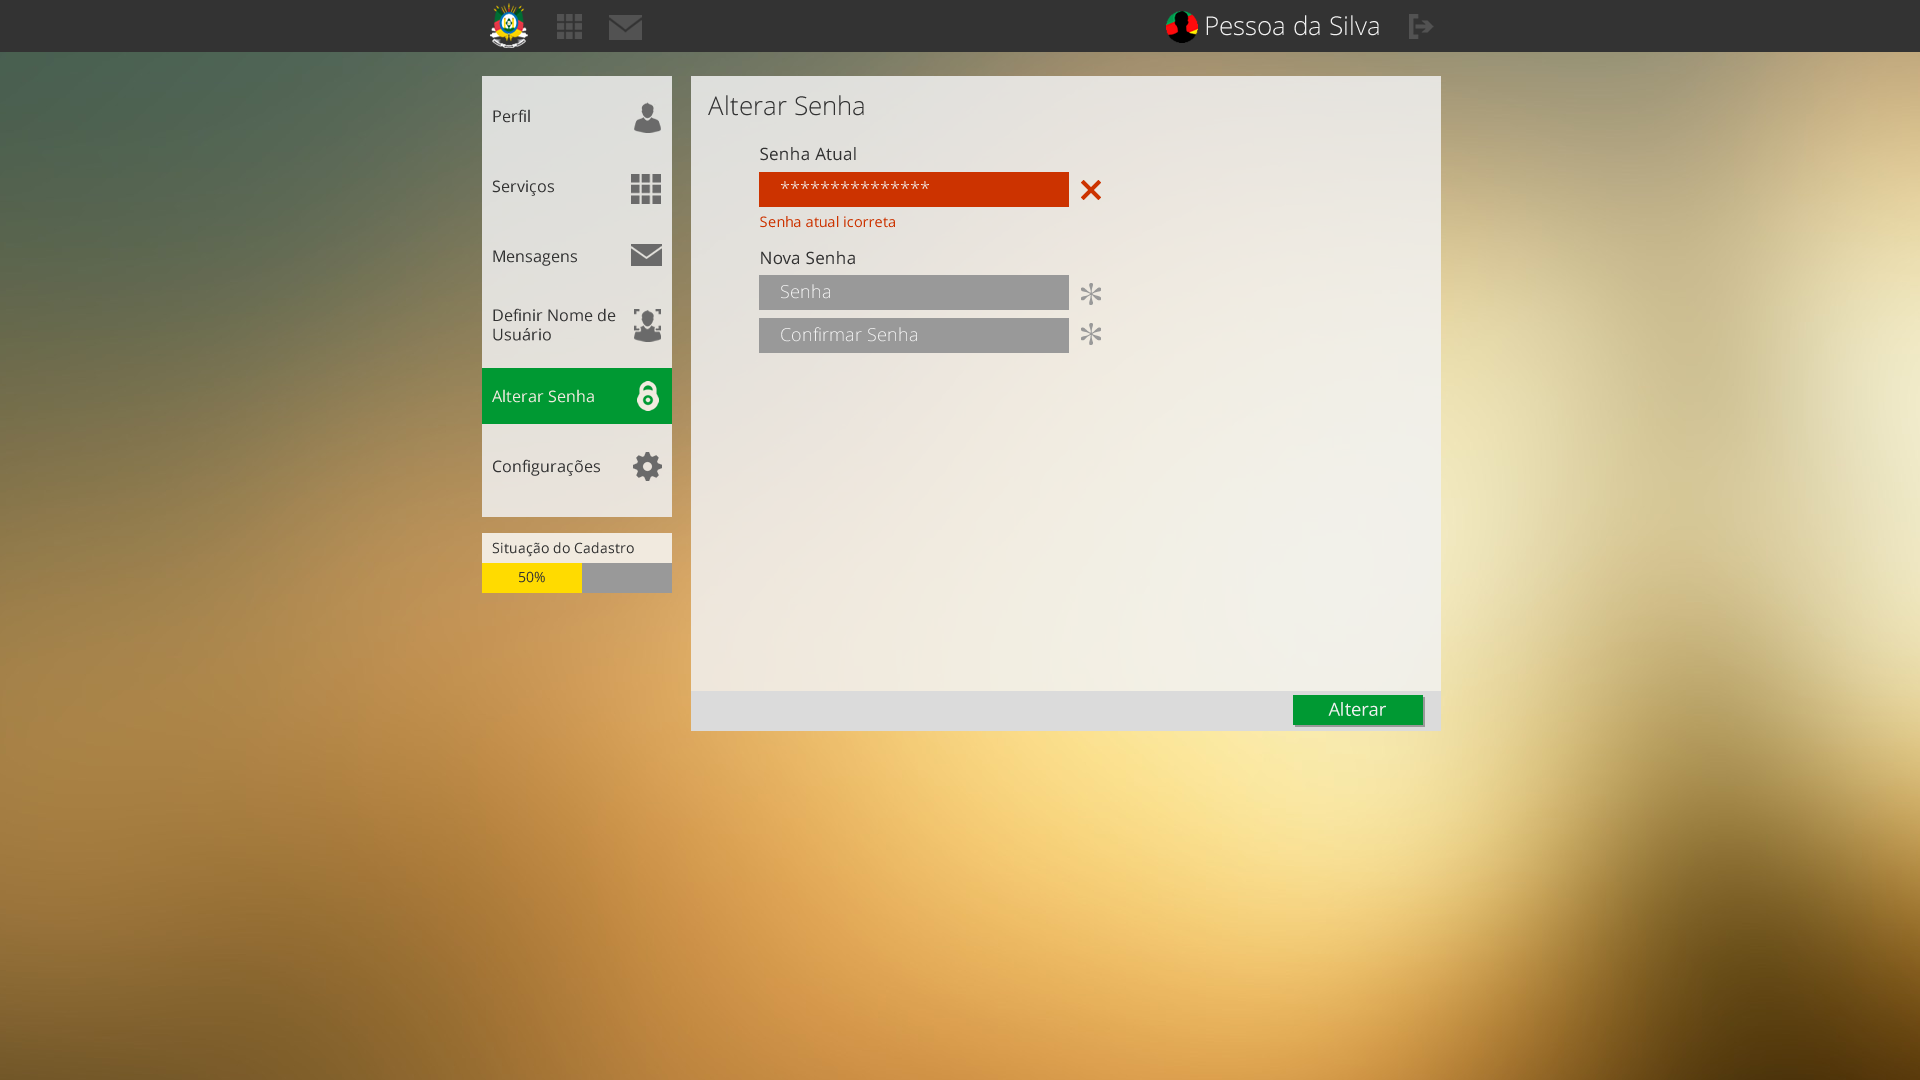 Pessoa da Silva
Perfil
Serviços
Mensagens
Definir Nome de
Usuário
Alterar Senha
Configurações
Situação do Cadastro
50%
Alterar Senha
Senha Atual
***************
Senha atual icorreta
Nova Senha
Senha
Confirmar Senha
Alterar